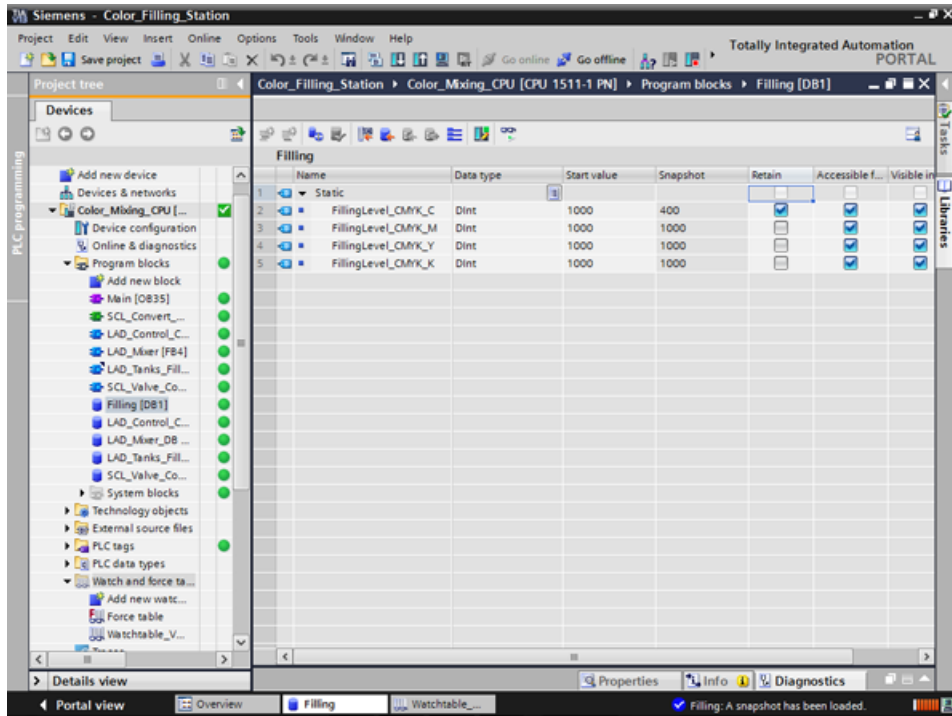 Siemens - Color_Filling_Station
Project Edit View Insert Online Options Tools Window Help
Save project
Go online
Go offline
Totally Integrated Automation
PORTAL
Project tree
Color_Filling_Station Color_Mixing_CPU [CPU 1511-1 PN] Program blocks Filling [DB1]
Devices
PLC programming
Tasks
Libraries
Add new device
Devices & networks
Color_Mixing_CPU [...
Device configuration
Online & diagnostics
Program blocks
Add new block
Main [OB35]
SCL_Convert_...
LAD_Control_C...
LAD_Mixer [FB4]
LAD_Tanks_Fill...
SCL_Valve_Co...
Filling [DB1]
LAD_Control_C...
LAD_Mixer_DB ...
LAD_Tanks_Fill...
SCL_Valve_Co...
System blocks
Technology objects
External source files
PLC tags
PLC data types
Watch and force ta...
Add new watc...
Force table
Watchtable_V...
Filling
Name Data type Start value Snapshot Retain Accessible f... Visible in
1 Static
2 FillingLevel_CMYK_C DInt 1000 400
3 FillingLevel_CMYK_M DInt 1000 1000
4 FillingLevel_CMYK_Y DInt 1000 1000
5 FillingLevel_CMYK_K DInt 1000 1000
Details view
Properties Info Diagnostics
Portal view Overview Filling Watchtable_... Filling: A snapshot has been loaded.